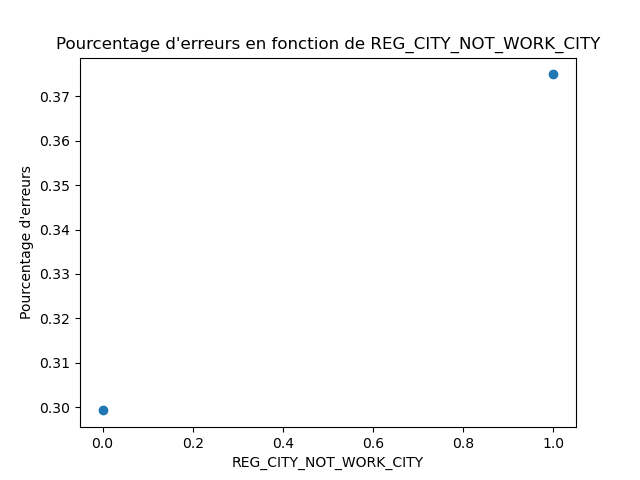 Pourcentage d'erreurs en fonction de REG_CITY_NOT_WORK_CITY
0.37
0.36
0.35
0.34
0.33
0.32
0.31
0.30
Pourcentage d'erreurs
0.0 0.2 0.4 0.6 0.8 1.0
REG_CITY_NOT_WORK_CITY